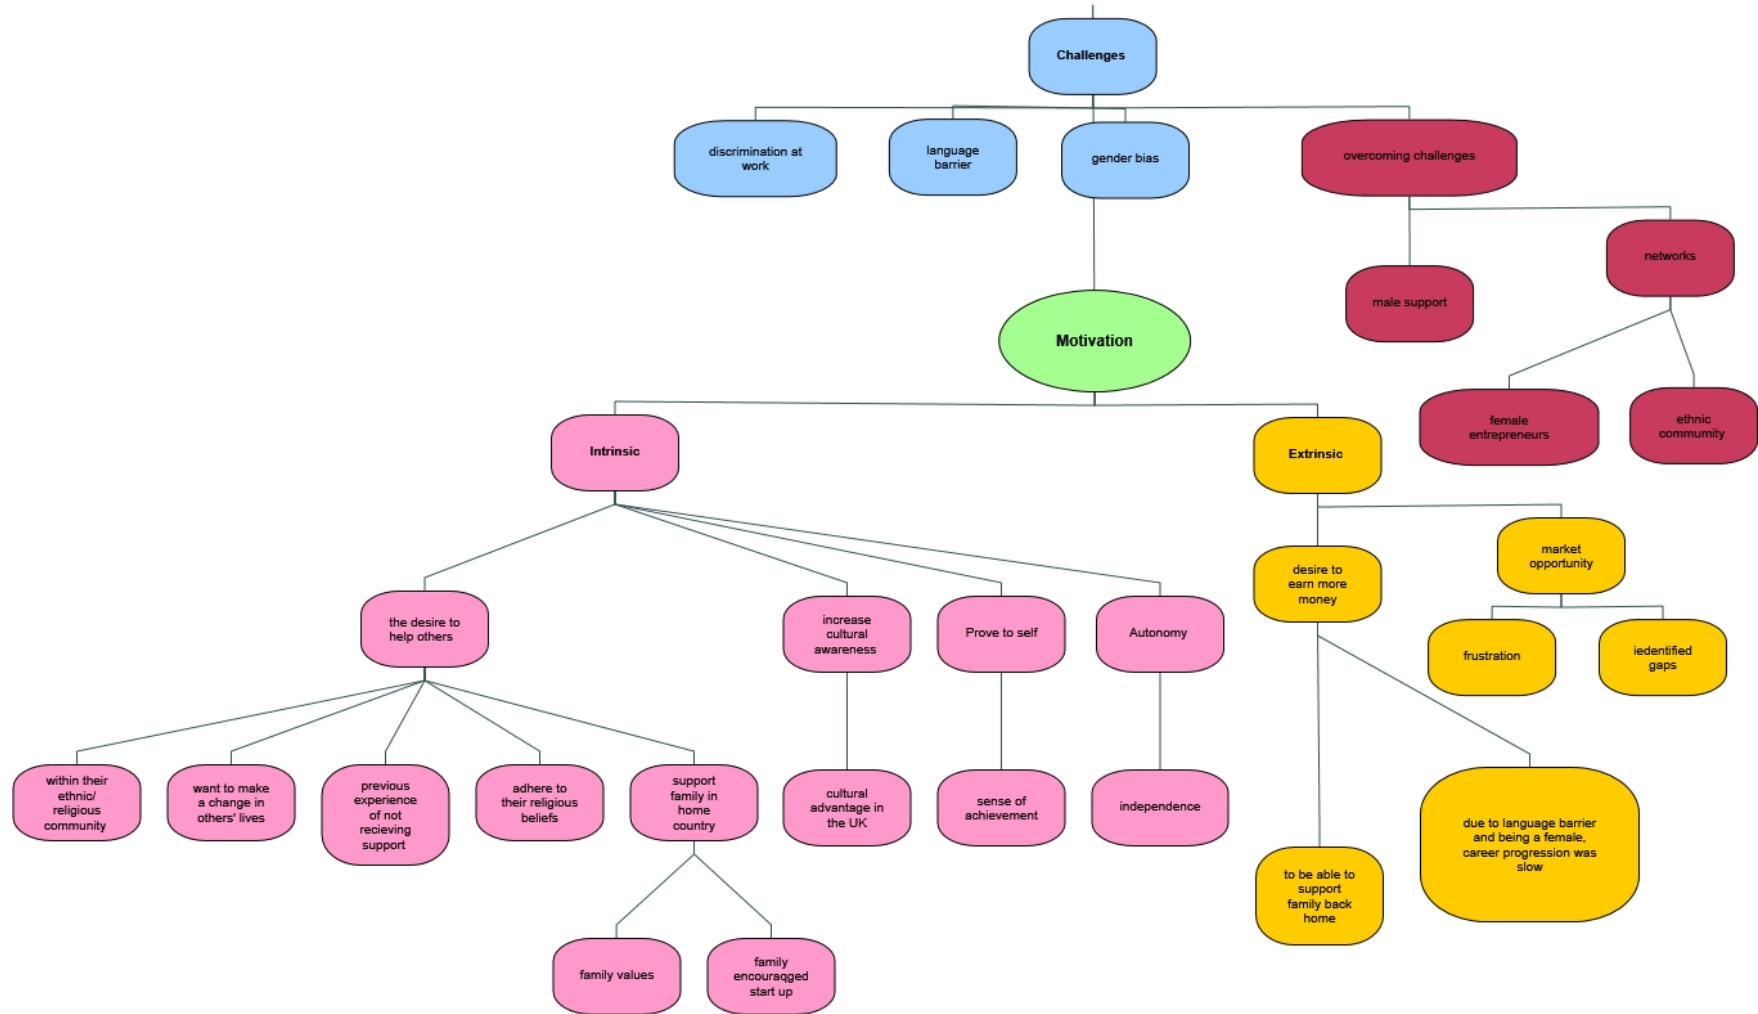 Challenges
discrimination at
work
language
barrier
gender bias
overcoming challenges
networks
male support
Motivation
female
entrepreneurs
ethnic
commumity
Intrinsic
Extrinsic
market
opportunity
desire to
earn more
money
the desire to
help others
increase
cultural
awareness
Prove to self
Autonomy
frustration
iedentified
gaps
within their
ethnic/
religious
community
want to make
a change in
others' lives
previous
experience
of not
recieving
support
adhere to
their religious
beliefs
support
family in
home
country
cultural
advantage in
the UK
sense of
achievement
independence
due to language barrier
and being a female,
career progression was
slow
to be able to
support
family back
home
family values
family
encouraqged
start up